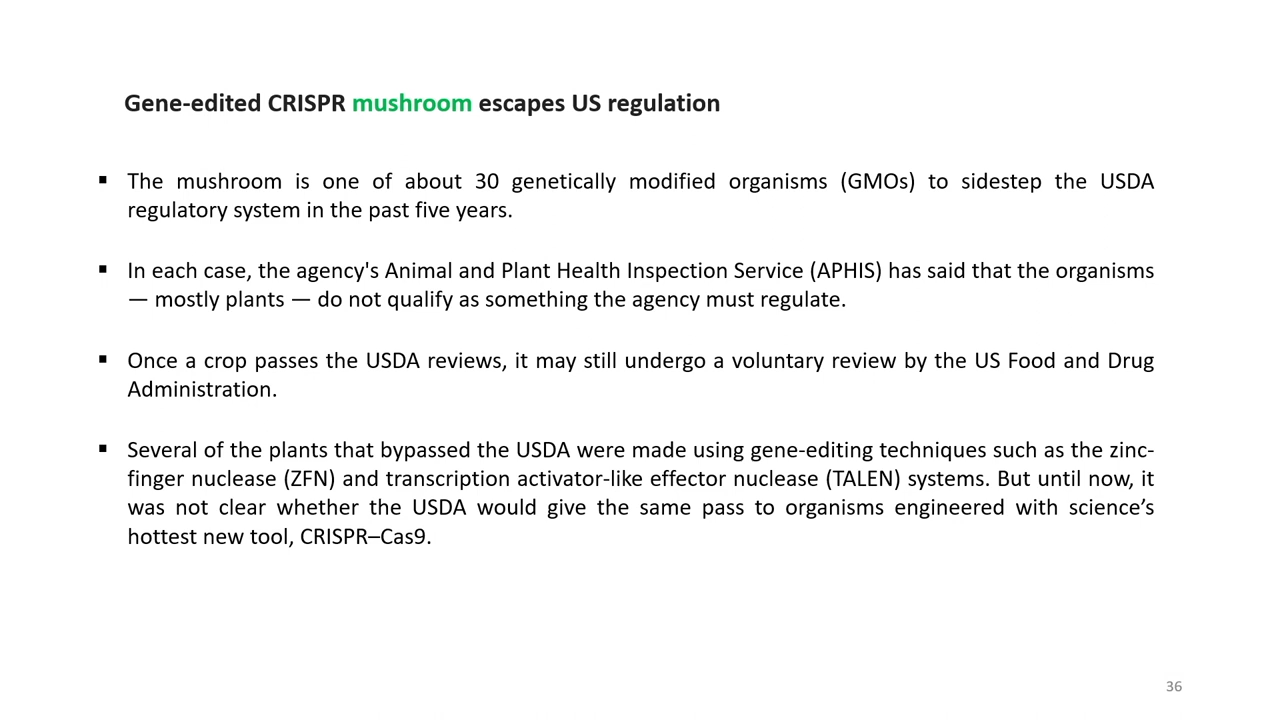 Gene-edited CRISPR mushroom escapes US regulation
▪ The mushroom is one of about 30 genetically modified organisms (GMOs) to sidestep the USDA
regulatory system in the past five years.
▪ In each case, the agency's Animal and Plant Health Inspection Service (APHIS) has said that the organisms
— mostly plants — do not qualify as something the agency must regulate.
▪ Once a crop passes the USDA reviews, it may still undergo a voluntary review by the US Food and Drug
Administration.
▪ Several of the plants that bypassed the USDA were made using gene-editing techniques such as the zinc-
finger nuclease (ZFN) and transcription activator-like effector nuclease (TALEN) systems. But until now, it
was not clear whether the USDA would give the same pass to organisms engineered with science’s
hottest new tool, CRISPR–Cas9.
36